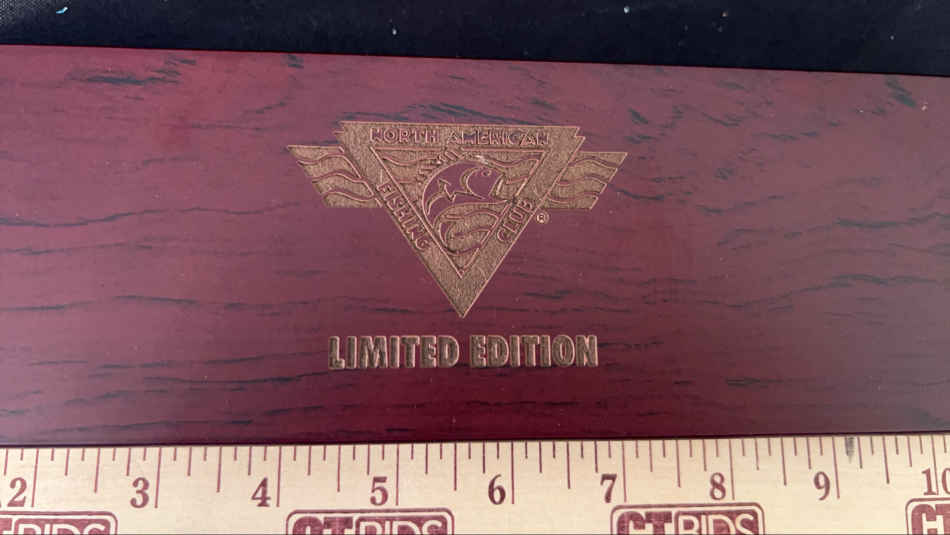 NORTH AMERICAN
FISHING
CLUB
®
LIMITED EDITION
2 3 4 5 6 7 8 9 10
CTBIDS CTBIDS CTBIDS